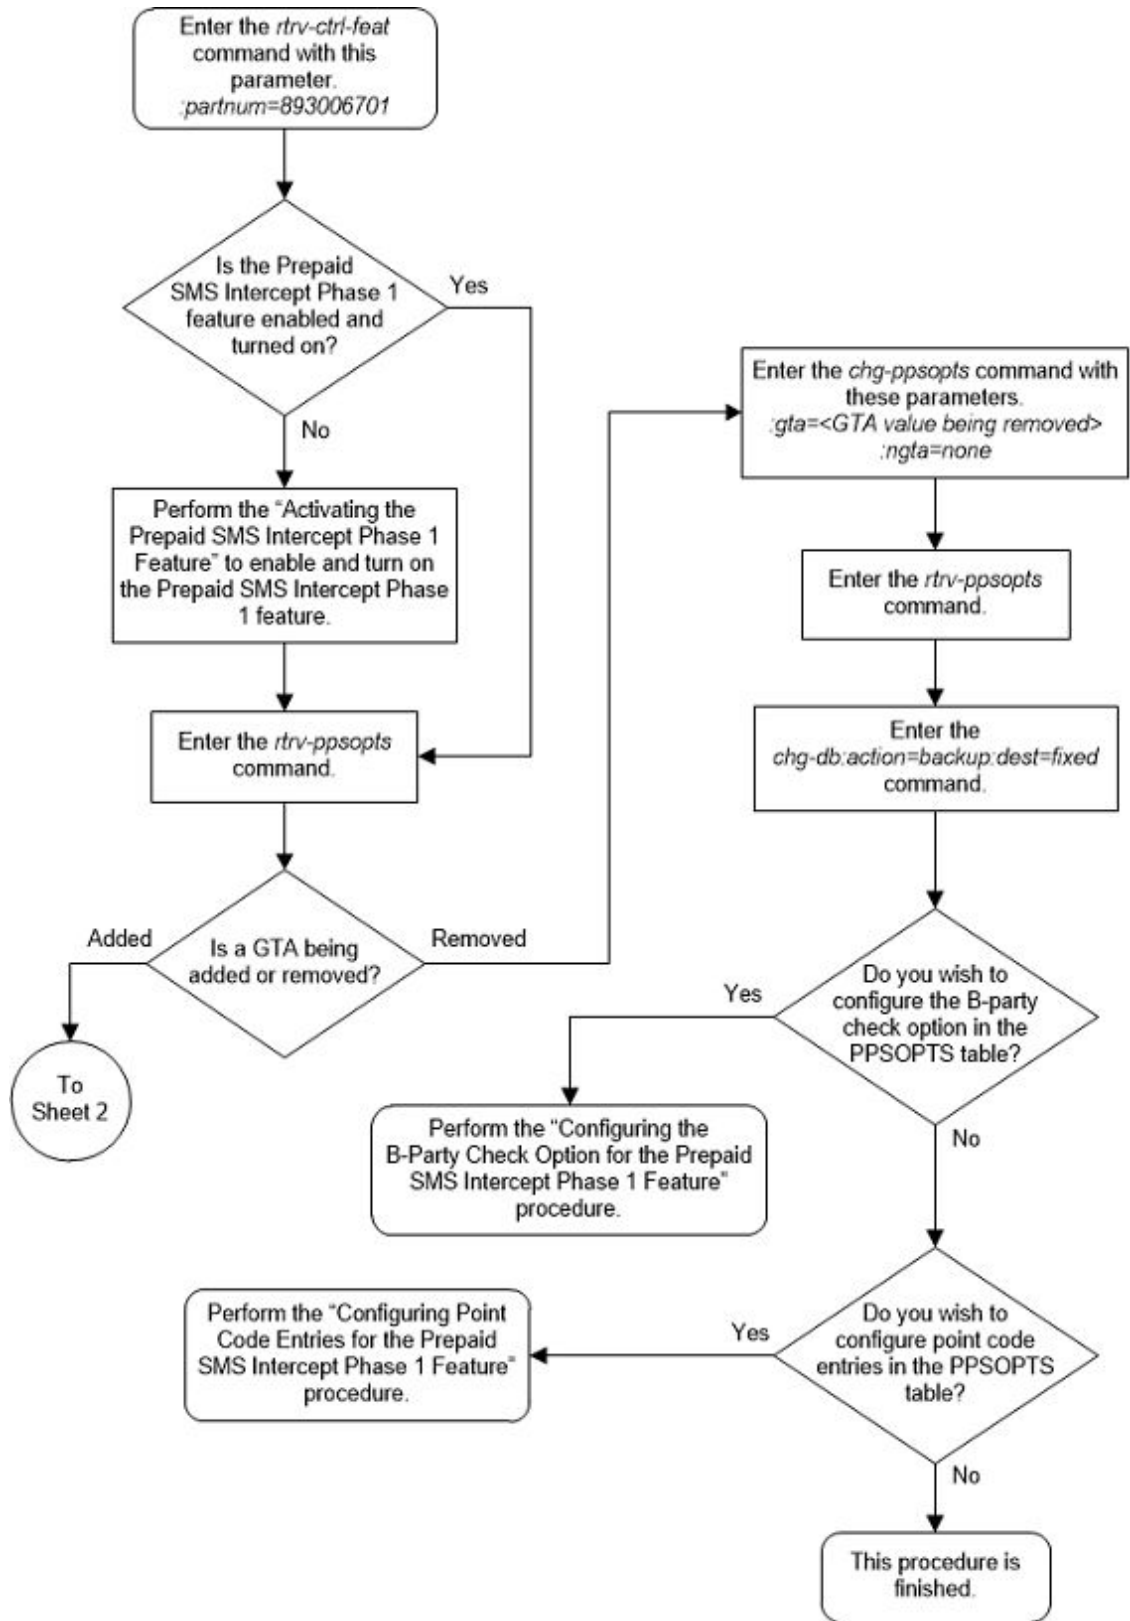 Enter the rtrv-ctrl-feat
command with this
parameter.
:partnum=893006701
Is the Prepaid
SMS Intercept Phase 1
feature enabled and
turned on?
Yes
No
Perform the “Activating the
Prepaid SMS Intercept Phase 1
Feature” to enable and turn on
the Prepaid SMS Intercept Phase
1 feature.
Enter the rtrv-ppsopts
command.
Is a GTA being
added or removed?
Added
Removed
To
Sheet 2
Enter the chg-ppsopts command with
these parameters.
:gta=<GTA value being removed>
:ngta=none
Enter the rtrv-ppsopts
command.
Enter the
chg-db:action=backup:dest=fixed
command.
Do you wish to
configure the B-party
check option in the
PPSOPTS table?
Yes
No
Perform the “Configuring the
B-Party Check Option for the Prepaid
SMS Intercept Phase 1 Feature”
procedure.
Do you wish to
configure point code
entries in the PPSOPTS
table?
Yes
No
Perform the “Configuring Point
Code Entries for the Prepaid
SMS Intercept Phase 1 Feature”
procedure.
This procedure is
finished.